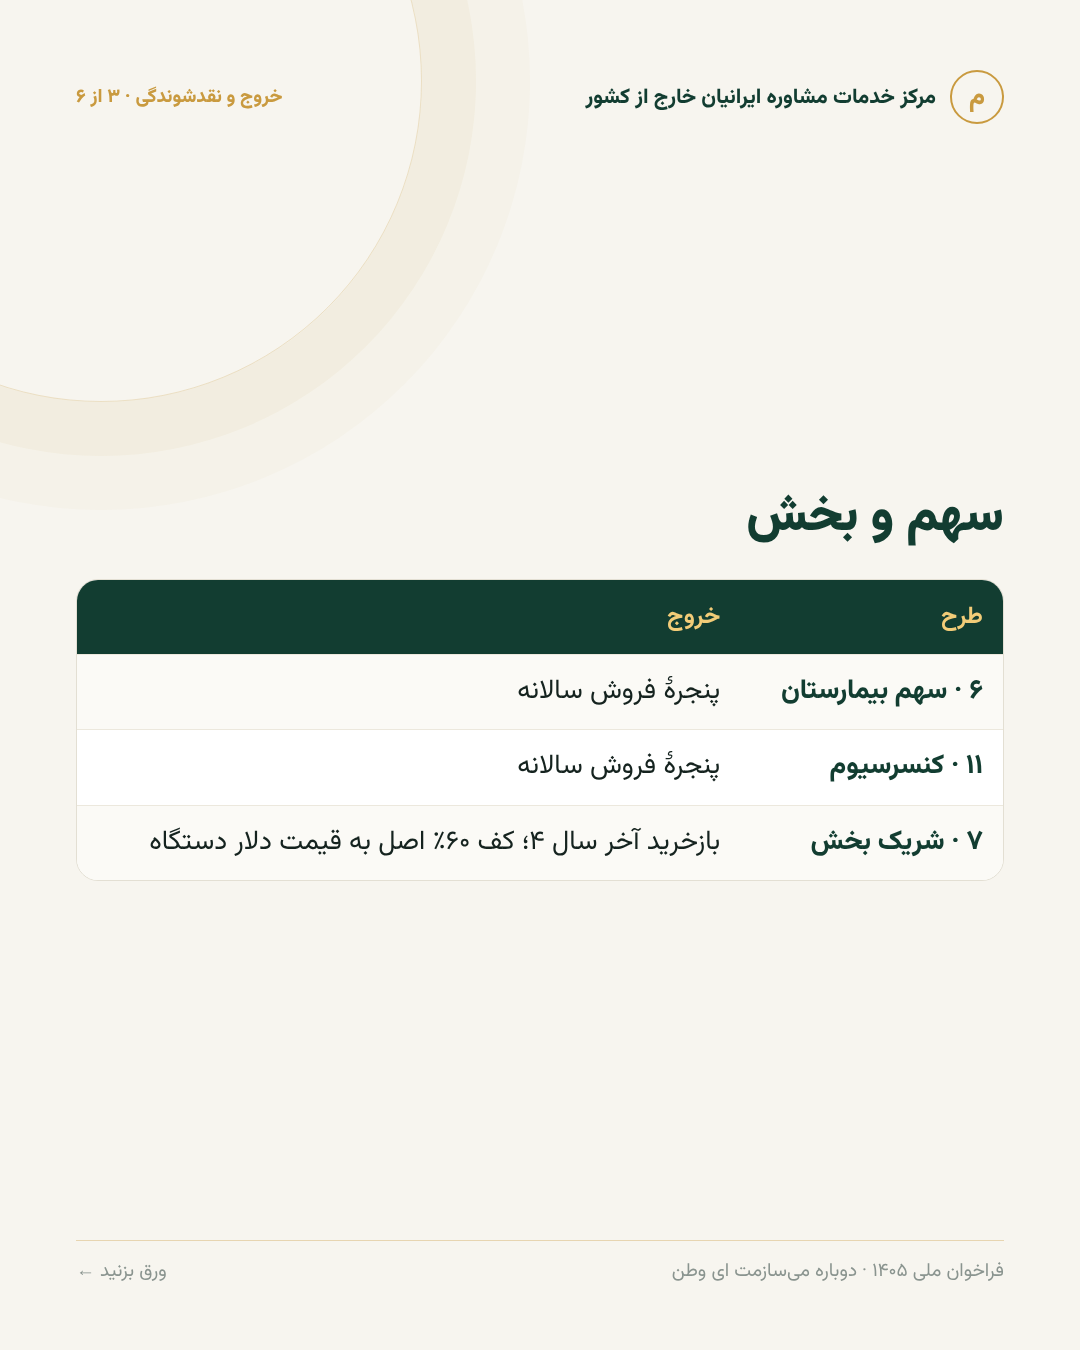 م
مرکز خدمات مشاوره ایرانیان خارج از کشور
خروج و نقدشوندگی · ۳ از ۶
سهم و بخش
طرح
خروج
۶ · سهم بیمارستان
پنجرهٔ فروش سالانه
۱۱ · کنسرسیوم
پنجرهٔ فروش سالانه
۷ · شریک بخش
بازخرید آخر سال ۴؛ کف ۶۰٪ اصل به قیمت دلار دستگاه
فراخوان ملی ۱۴۰۵ · دوباره می‌سازمت ای وطن
ورق بزنید ←